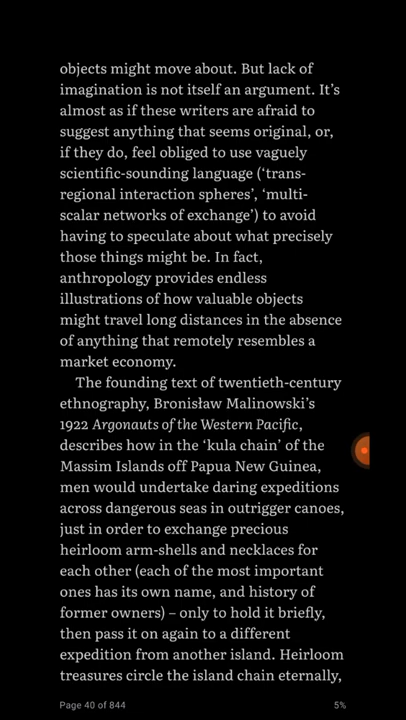 objects might move about. But lack of
imagination is not itself an argument. It’s
almost as if these writers are afraid to
suggest anything that seems original, or,
if they do, feel obliged to use vaguely
scientific-sounding language (‘trans-
regional interaction spheres’, ‘multi-
scalar networks of exchange’) to avoid
having to speculate about what precisely
those things might be. In fact,
anthropology provides endless
illustrations of how valuable objects
might travel long distances in the absence
of anything that remotely resembles a
market economy.
The founding text of twentieth-century
ethnography, Bronisław Malinowski’s
1922 Argonauts of the Western Pacific,
describes how in the ‘kula chain’ of the
Massim Islands off Papua New Guinea,
men would undertake daring expeditions
across dangerous seas in outrigger canoes,
just in order to exchange precious
heirloom arm-shells and necklaces for
each other (each of the most important
ones has its own name, and history of
former owners) – only to hold it briefly,
then pass it on again to a different
expedition from another island. Heirloom
treasures circle the island chain eternally,
Page 40 of 844 5%